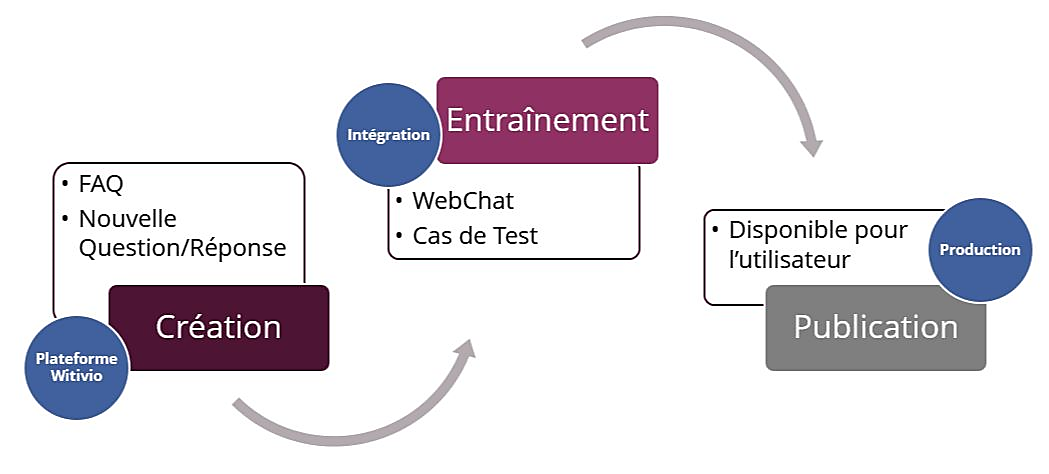 • FAQ
• Nouvelle
Question/Réponse
Création
Plateforme
Witivio
Intégration
Entraînement
• WebChat
• Cas de Test
• Disponible pour
l’utilisateur
Production
Publication